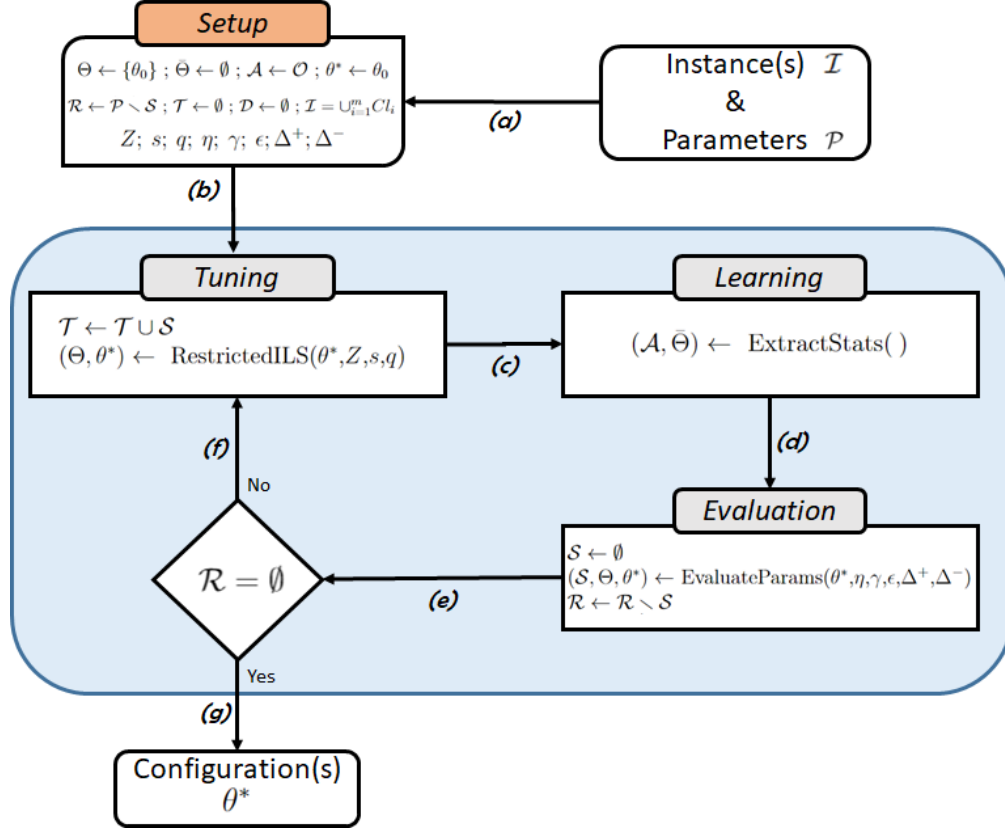 Setup
Θ ← {θ₀} ; Θ̄ ← ∅ ; 𝒜 ← 𝒪 ; θ* ← θ₀
ℛ ← 𝒫 ∖ 𝒮 ; 𝒯 ← ∅ ; 𝒟 ← ∅ ; ℐ = ∪ᵢ₌₁ᵐ Clᵢ
Z; s; q; η; γ; ϵ; Δ⁺; Δ⁻
Instance(s) ℐ
&
Parameters 𝒫
(a)
(b)
Tuning
𝒯 ← 𝒯 ∪ 𝒮
(Θ, θ*) ← RestrictedILS(θ*,Z,s,q)
(c)
Learning
(𝒜, Θ̄) ← ExtractStats( )
(d)
Evaluation
𝒮 ← ∅
(𝒮, Θ, θ*) ← EvaluateParams(θ*,η,γ,ϵ,Δ⁺,Δ⁻)
ℛ ← ℛ ∖ 𝒮
(e)
ℛ = ∅
(f)
No
Yes
(g)
Configuration(s)
θ*